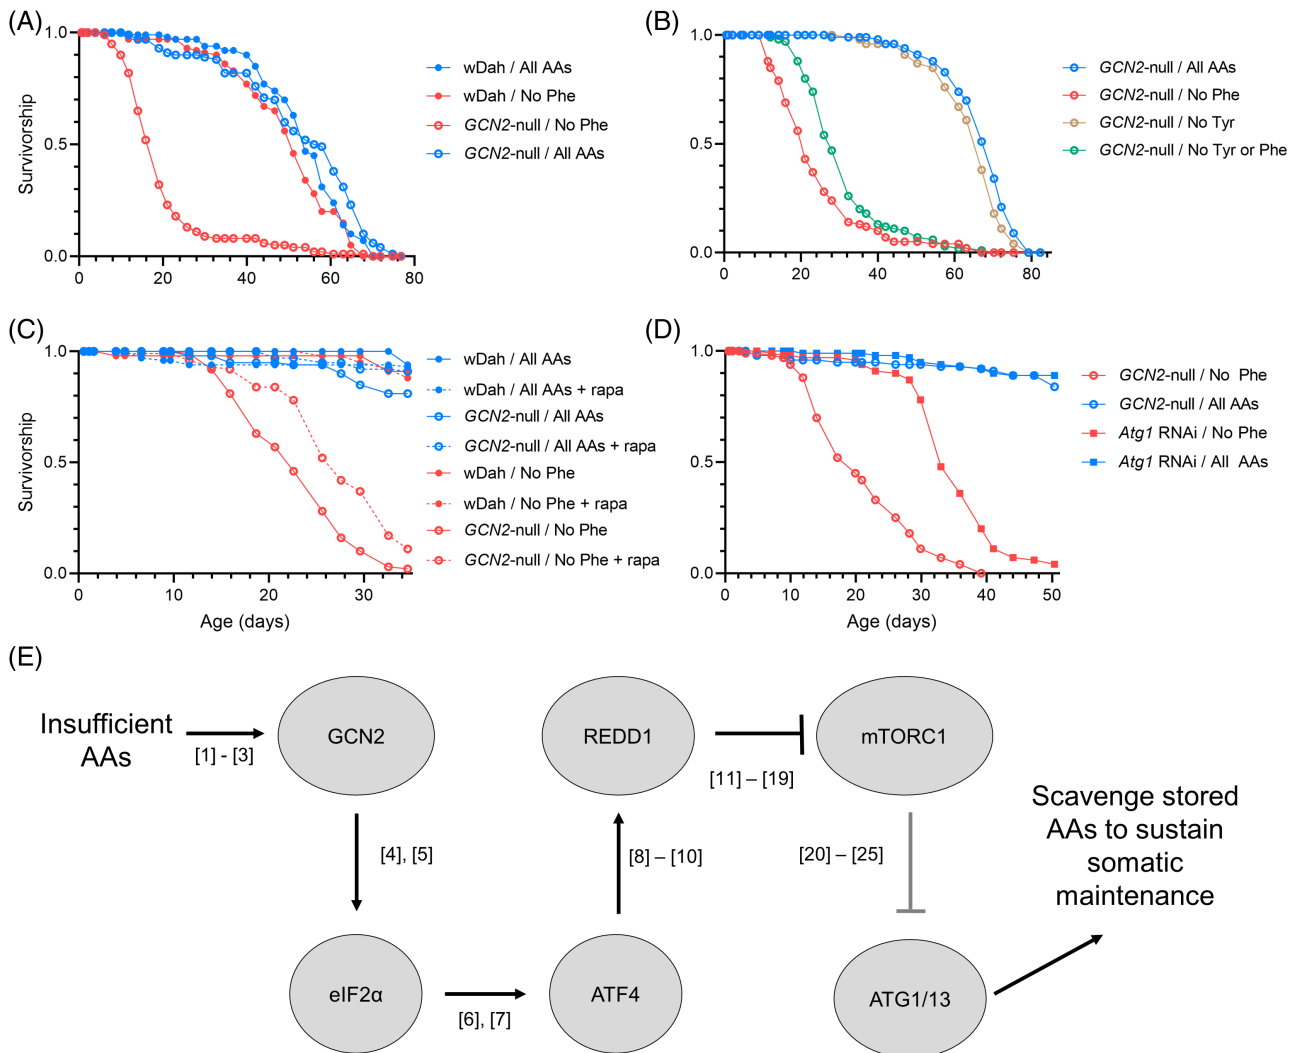 (A)
Survivorship
1.0
0.5
0.0
0
20
40
60
80
wDah / All AAs
wDah / No Phe
GCN2-null / No Phe
GCN2-null / All AAs
(B)
1.0
0.5
0.0
0
20
40
60
80
GCN2-null / All AAs
GCN2-null / No Phe
GCN2-null / No Tyr
GCN2-null / No Tyr or Phe
(C)
Survivorship
1.0
0.5
0.0
0
10
20
30
Age (days)
wDah / All AAs
wDah / All AAs + rapa
GCN2-null / All AAs
GCN2-null / All AAs + rapa
wDah / No Phe
wDah / No Phe + rapa
GCN2-null / No Phe
GCN2-null / No Phe + rapa
(D)
1.0
0.5
0.0
0
10
20
30
40
50
Age (days)
GCN2-null / No Phe
GCN2-null / All AAs
Atg1 RNAi / No Phe
Atg1 RNAi / All AAs
(E)
Insufficient
AAs
[1] - [3]
GCN2
[4], [5]
eIF2α
[6], [7]
ATF4
[8] – [10]
REDD1
[11] – [19]
mTORC1
[20] – [25]
ATG1/13
Scavenge stored
AAs to sustain
somatic
maintenance